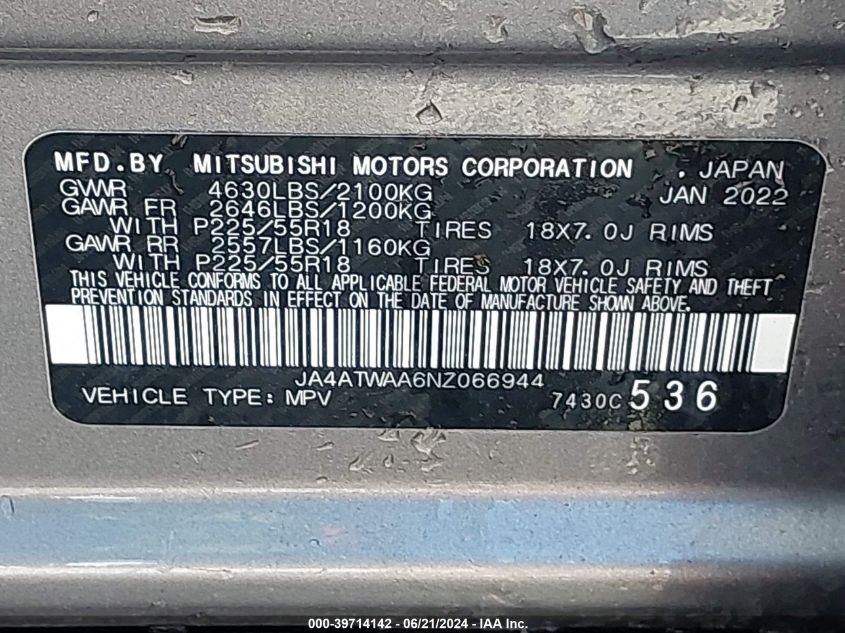 MFD.BY MITSUBISHI MOTORS CORPORATION . JAPAN
GWWR 4630LBS/2100KG JAN 2022
GAWR FR 2646LBS/1200KG
WITH P225/55R18 TIRES 18X7.0J RIMS
GAWR RR 2557LBS/1160KG
WITH P225/55R18 TIRES 18X7.0J RIMS
THIS VEHICLE CONFORMS TO ALL APPLICABLE FEDERAL MOTOR VEHICLE SAFETY AND THEFT
PREVENTION STANDARDS IN EFFECT ON THE DATE OF MANUFACTURE SHOWN ABOVE.
JA4ATWAA6NZ066944
VEHICLE TYPE: MPV 7430C 536
000-39714142 - 06/21/2024 - IAA Inc.